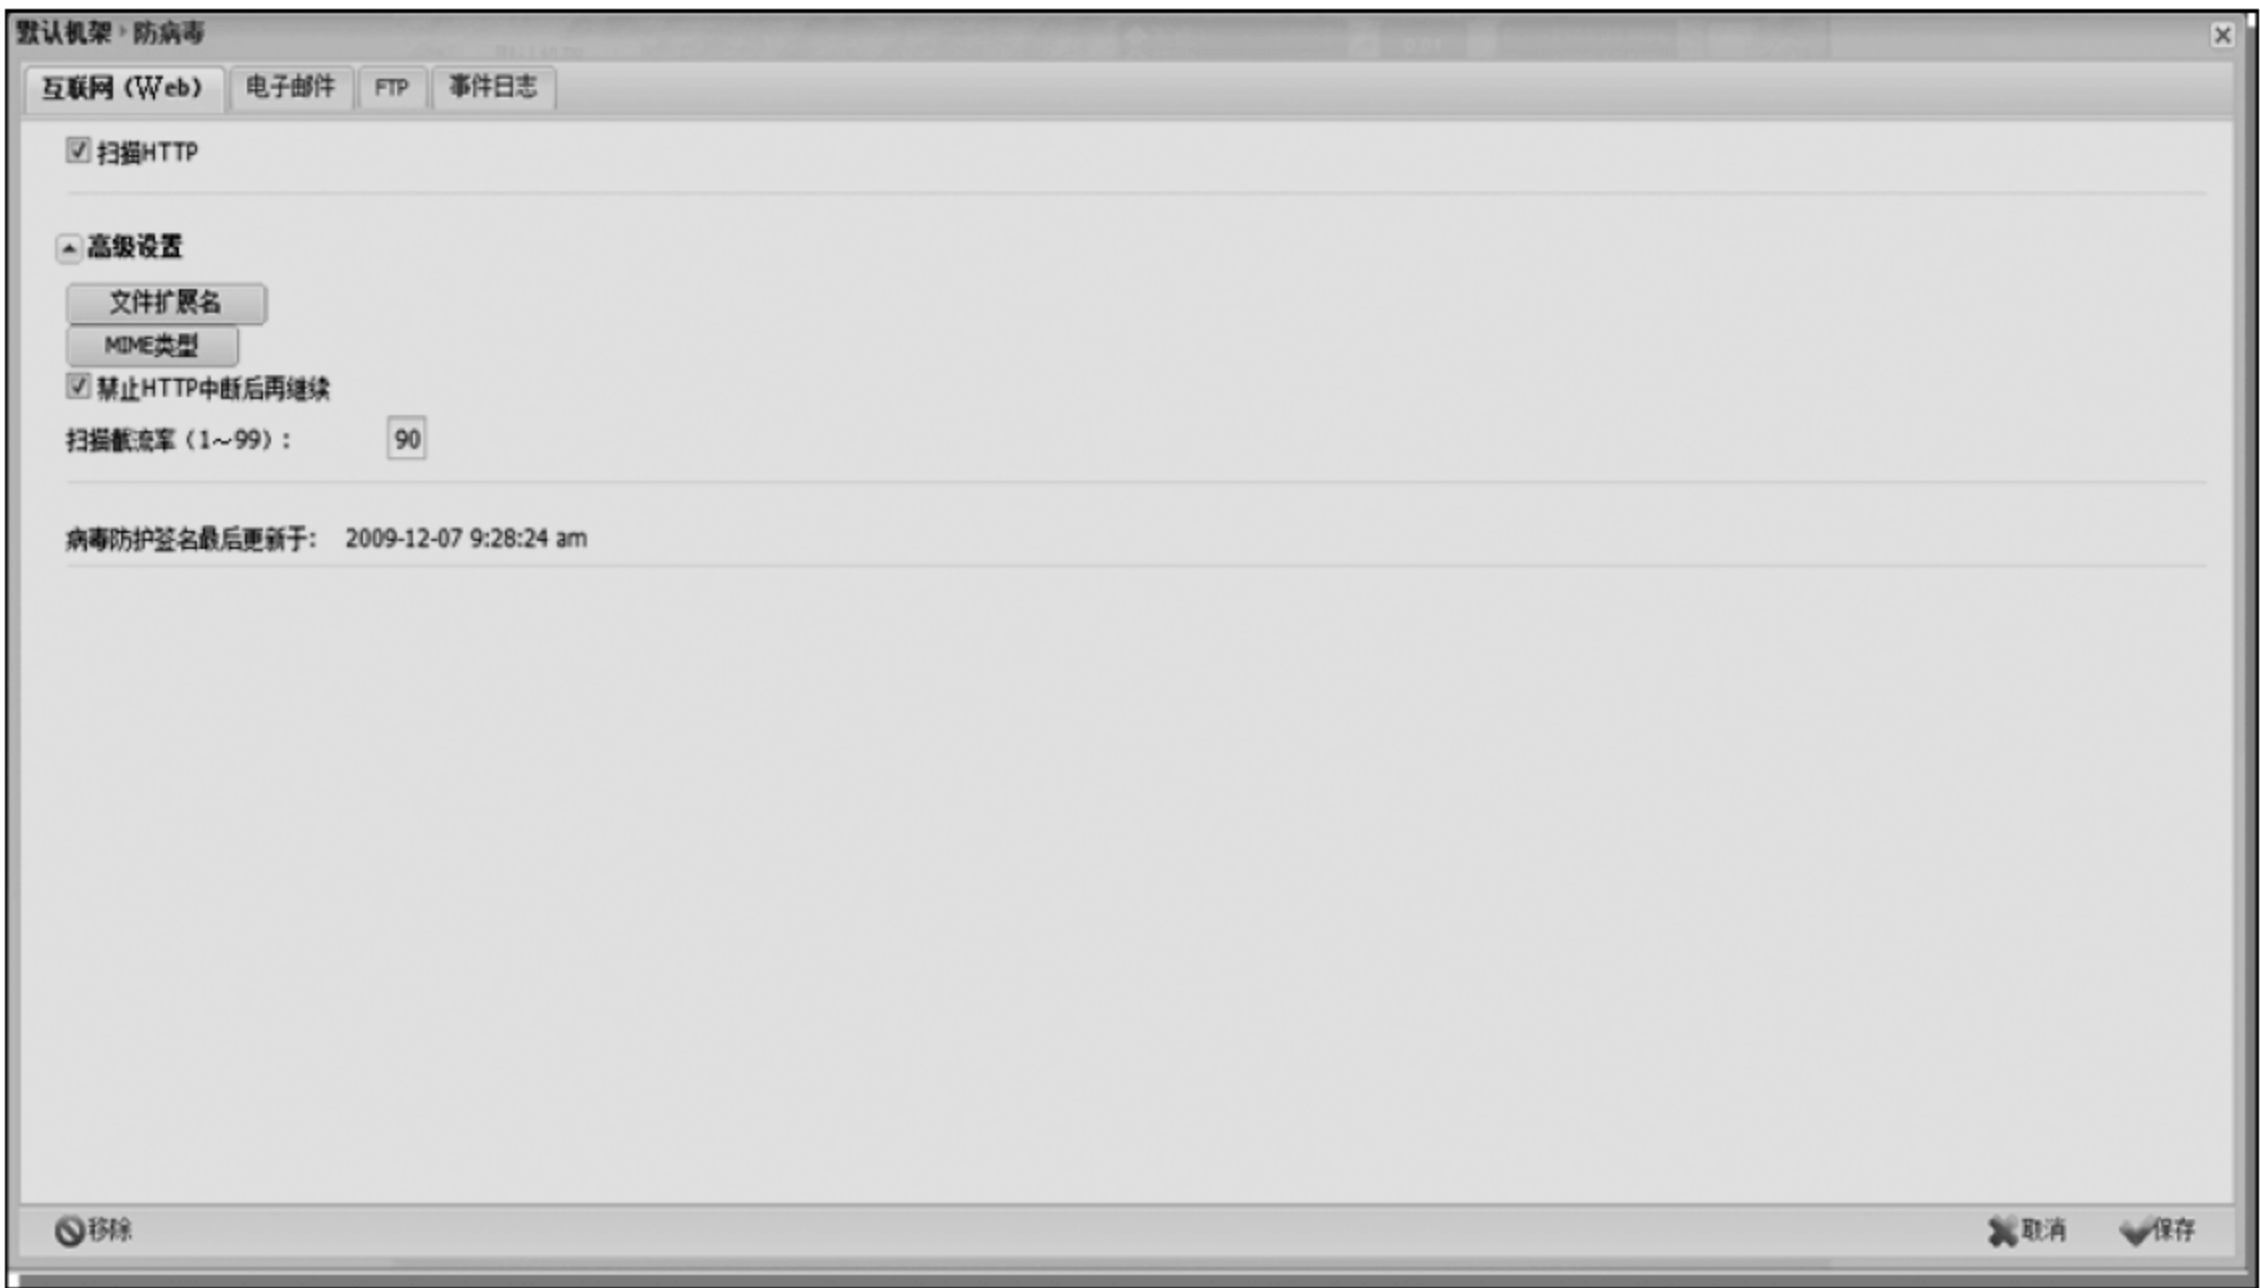 默认机架 防病毒
互联网（Web） 电子邮件 FTP 事件日志
扫描HTTP
高级设置
文件扩展名
MIME类型
禁止HTTP中断后再继续
扫描截流率（1～99）： 90
病毒防护签名最后更新于： 2009-12-07 9:28:24 am
移除 取消 保存